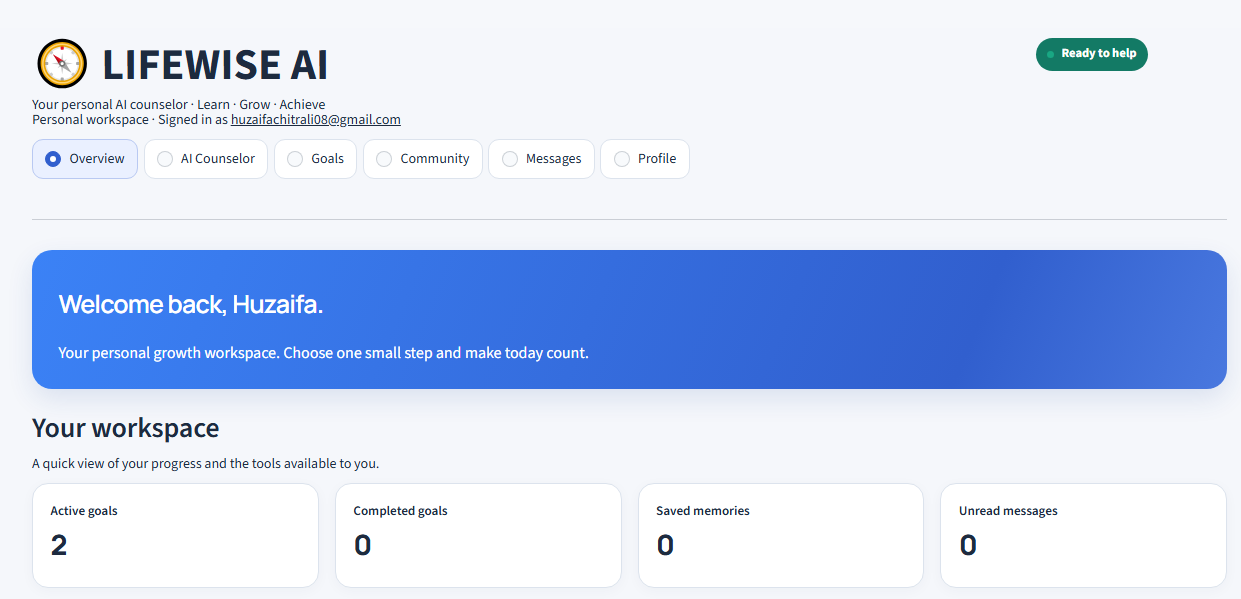 LIFEWISE AI
Ready to help
Your personal AI counselor · Learn · Grow · Achieve
Personal workspace · Signed in as huzaifachitrali08@gmail.com
Overview
AI Counselor
Goals
Community
Messages
Profile
Welcome back, Huzaifa.
Your personal growth workspace. Choose one small step and make today count.
Your workspace
A quick view of your progress and the tools available to you.
Active goals
2
Completed goals
0
Saved memories
0
Unread messages
0